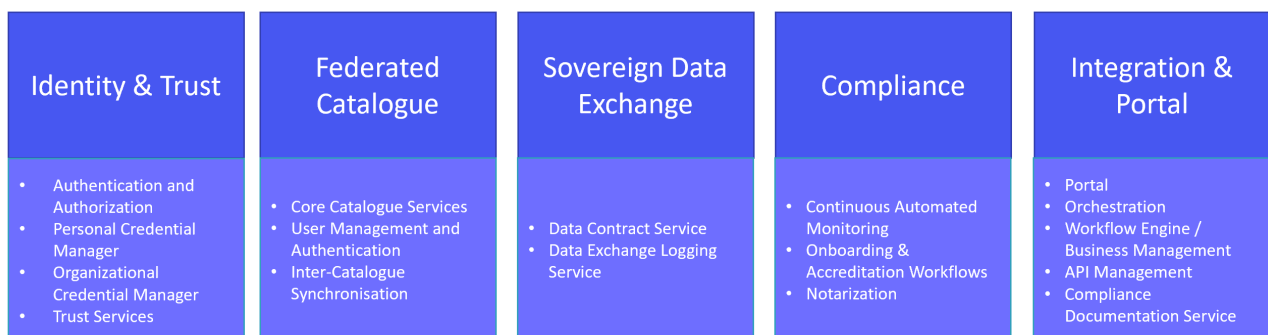 Identity & Trust
• Authentication and
Authorization
• Personal Credential
Manager
• Organizational
Credential Manager
• Trust Services
Federated
Catalogue
• Core Catalogue Services
• User Management and
Authentication
• Inter-Catalogue
Synchronisation
Sovereign Data
Exchange
• Data Contract Service
• Data Exchange Logging
Service
Compliance
• Continuous Automated
Monitoring
• Onboarding &
Accreditation Workflows
• Notarization
Integration &
Portal
• Portal
• Orchestration
• Workflow Engine /
Business Management
• API Management
• Compliance
Documentation Service